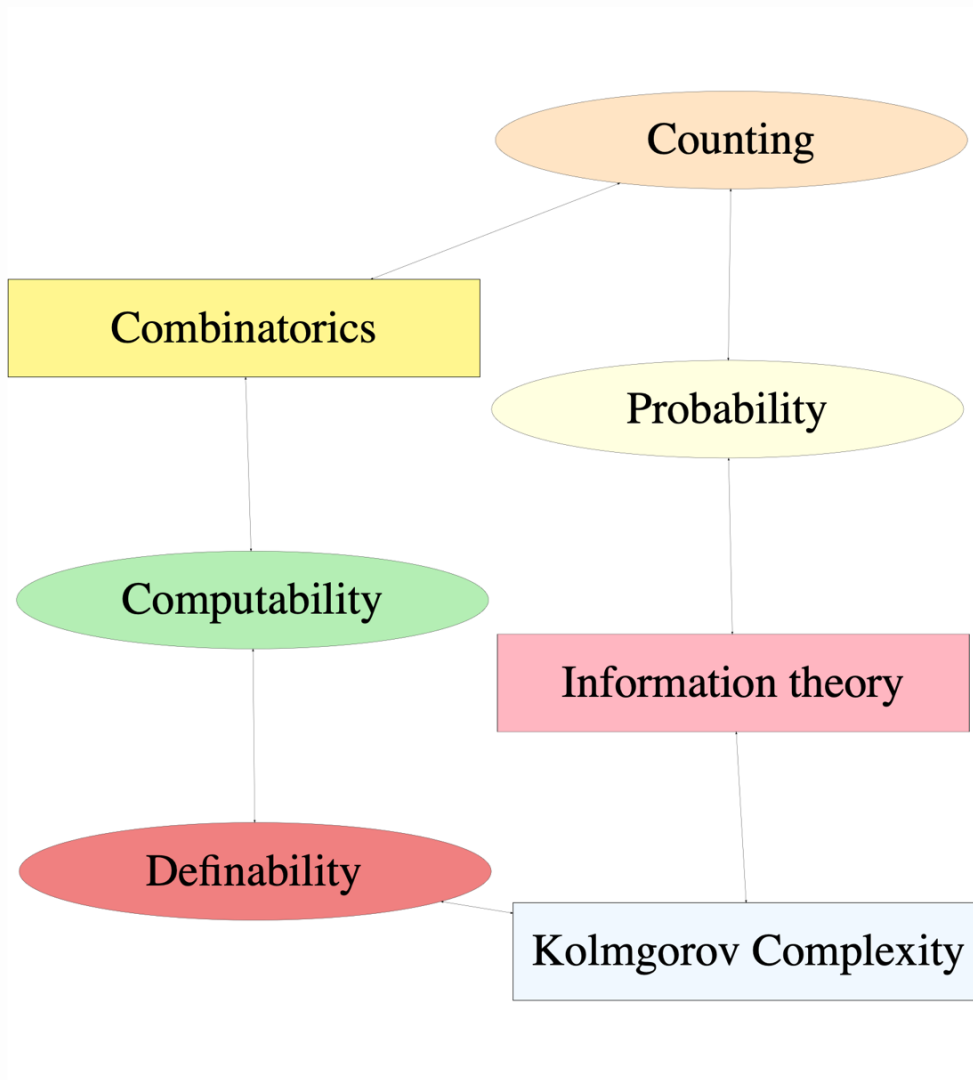 Counting
Combinatorics
Probability
Computability
Information theory
Definability
Kolmgorov Complexity